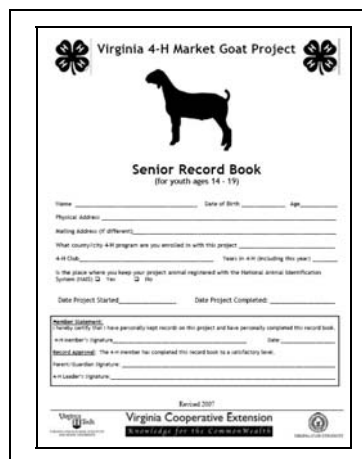 Virginia 4-H Market Goat Project
Senior Record Book
(for youth ages 14 - 19)
Name Date of Birth Age
Physical Address
Mailing Address (if different)
What county/city 4-H program are you enrolled in with this project
4-H Club Years in 4-H (including this year)
Is the place where you keep your project animal registered with the National Animal Identification
System (NAIS) Yes No
Date Project Started Date Project Completed:
Member Statement:
I hereby certify that I have personally kept records on this project and have personally completed this record book.
4-H member's Signature Date
Record Approval: The 4-H member has completed this record book to a satisfactory level.
Parent/Guardian Signature:
4-H Leader's Signature:
Revised 2007
Virginia Tech
Virginia Cooperative Extension
Knowledge for the CommonWealth
VIRGINIA STATE UNIVERSITY